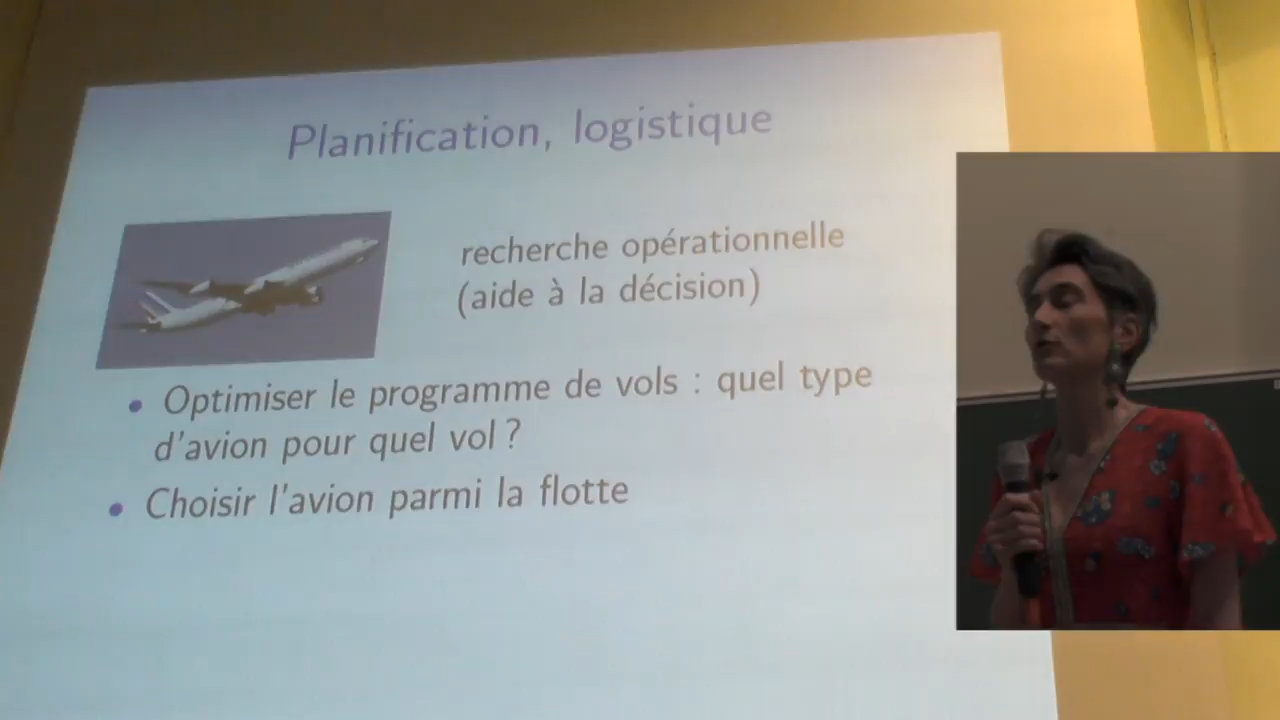 Planification, logistique
recherche opérationnelle
(aide à la décision)
• Optimiser le programme de vols : quel type
d'avion pour quel vol ?
• Choisir l'avion parmi la flotte